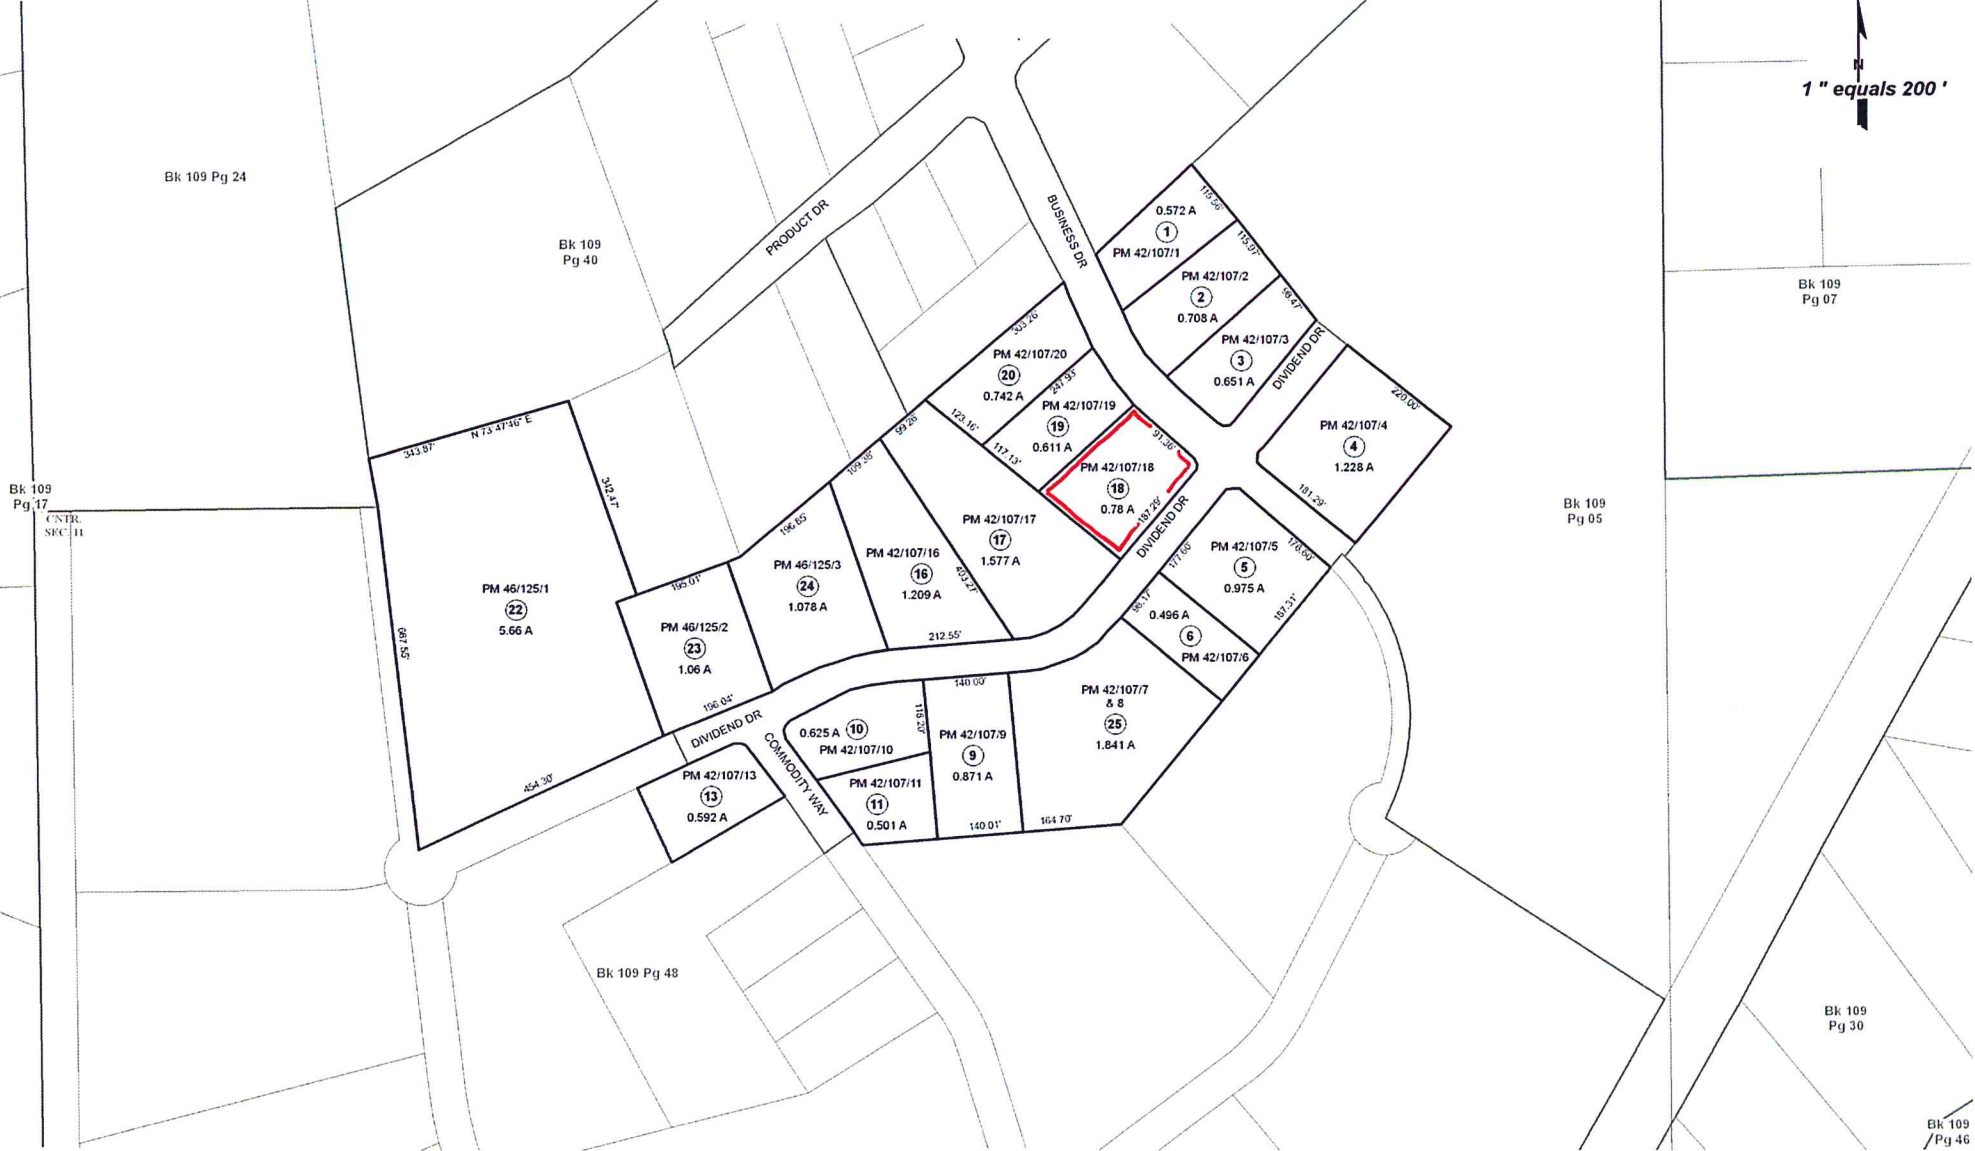 N
1 " equals 200 '
Bk 109 Pg 24
Bk 109
Pg 40
PRODUCT DR
BUSINESS DR
Bk 109
Pg 07
115.56'
0.572 A
1
PM 42/107/1
115.97'
PM 42/107/2
2
0.708 A
98.47'
PM 42/107/3
3
0.651 A
DIVIDEND DR
220.00'
PM 42/107/4
4
1.228 A
181.29'
303.26'
PM 42/107/20
20
0.742 A
247.93'
123.16'
PM 42/107/19
19
0.611 A
117.13'
91.36'
PM 42/107/18
18
0.78 A
187.29'
DIVIDEND DR
99.26'
109.38'
196.65'
N 73°47'46" E
343.87'
342.47'
Bk 109
Pg 17
CNTR.
SEC. 11
Bk 109
Pg 05
PM 42/107/17
17
1.577 A
403.27'
PM 42/107/16
16
1.209 A
212.55'
PM 46/125/3
24
1.078 A
195.01'
PM 46/125/2
23
1.06 A
196.04'
PM 46/125/1
22
5.66 A
687.55'
454.30'
PM 42/107/5
5
0.975 A
177.60'
187.31'
0.496 A
6
PM 42/107/6
PM 42/107/7
& 8
25
1.841 A
164.70'
140.00'
PM 42/107/9
9
0.871 A
140.01'
118.20'
0.625 A
10
PM 42/107/10
PM 42/107/11
11
0.501 A
DIVIDEND DR
COMMODITY WAY
PM 42/107/13
13
0.592 A
Bk 109 Pg 48
Bk 109
Pg 30
Bk 109
Pg 46